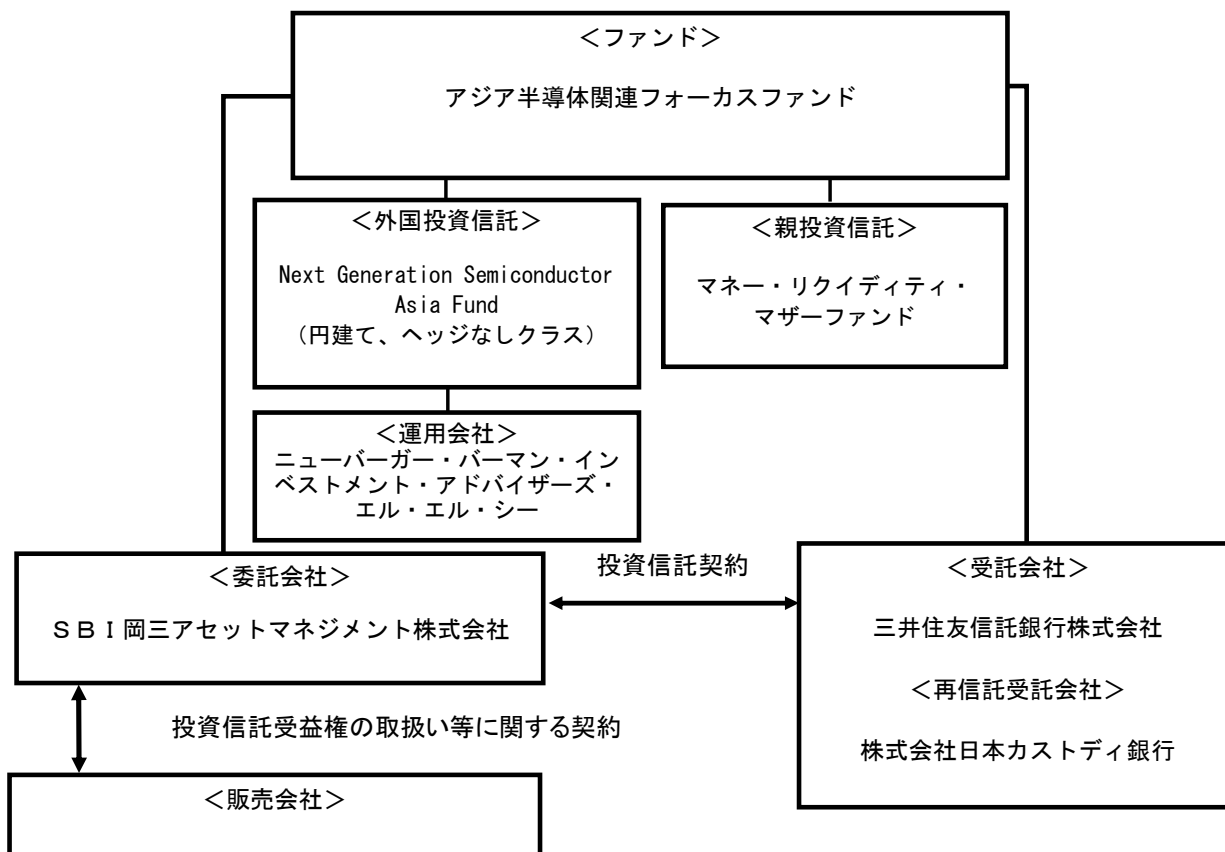 ＜ファンド＞
アジア半導体関連フォーカスファンド
＜外国投資信託＞
Next Generation Semiconductor
Asia Fund
（円建て、ヘッジなしクラス）
＜親投資信託＞
マネー・リクイディティ・
マザーファンド
＜運用会社＞
ニューバーガー・バーマン・イン
ベストメント・アドバイザーズ・
エル・エル・シー
＜委託会社＞
ＳＢＩ岡三アセットマネジメント株式会社
投資信託契約
＜受託会社＞
三井住友信託銀行株式会社
＜再信託受託会社＞
株式会社日本カストディ銀行
投資信託受益権の取扱い等に関する契約
＜販売会社＞